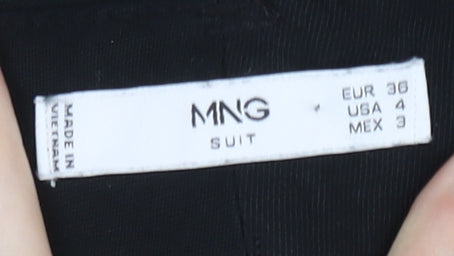 MADE IN
VIETNAM
MNG
SUIT
EUR 36
USA 4
MEX 3